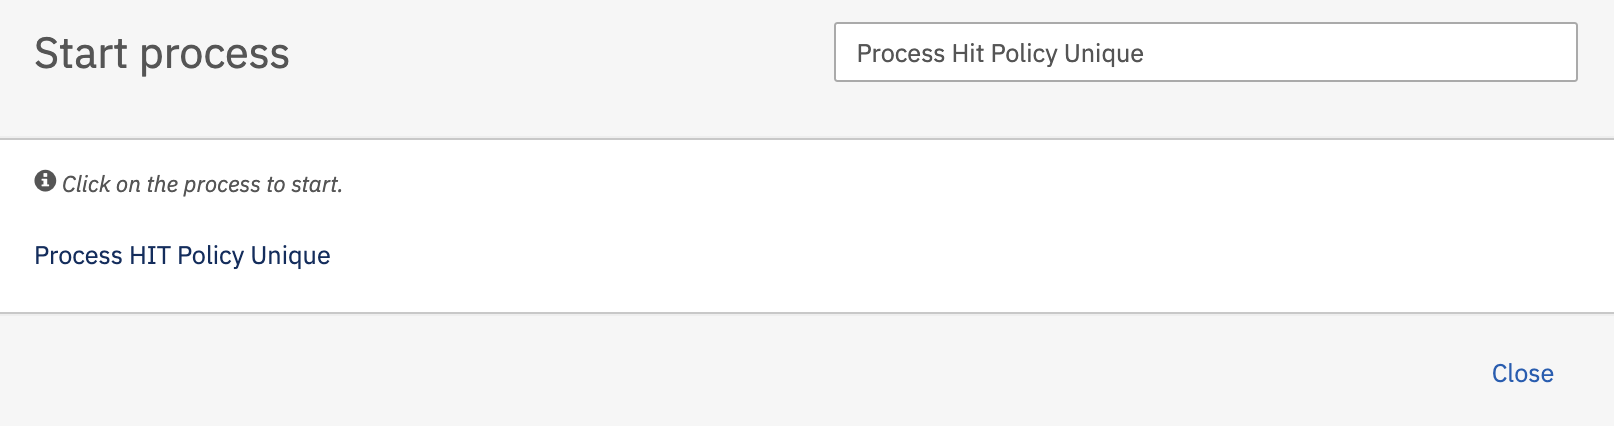 Start process
Process Hit Policy Unique
Click on the process to start.
Process HIT Policy Unique
Close